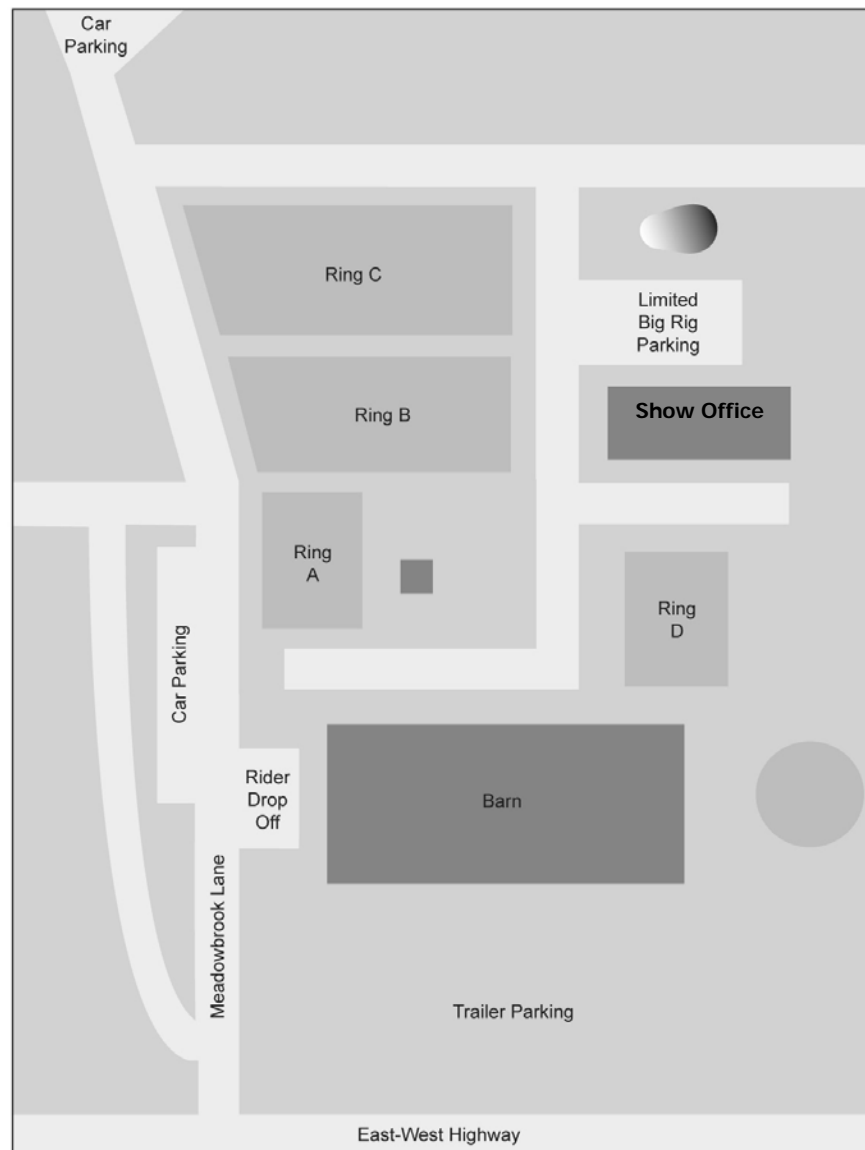 Car
Parking
Ring C
Limited
Big Rig
Parking
Ring B
Show Office
Ring
A
Ring
D
Car Parking
Rider
Drop
Off
Barn
Meadowbrook Lane
Trailer Parking
East-West Highway